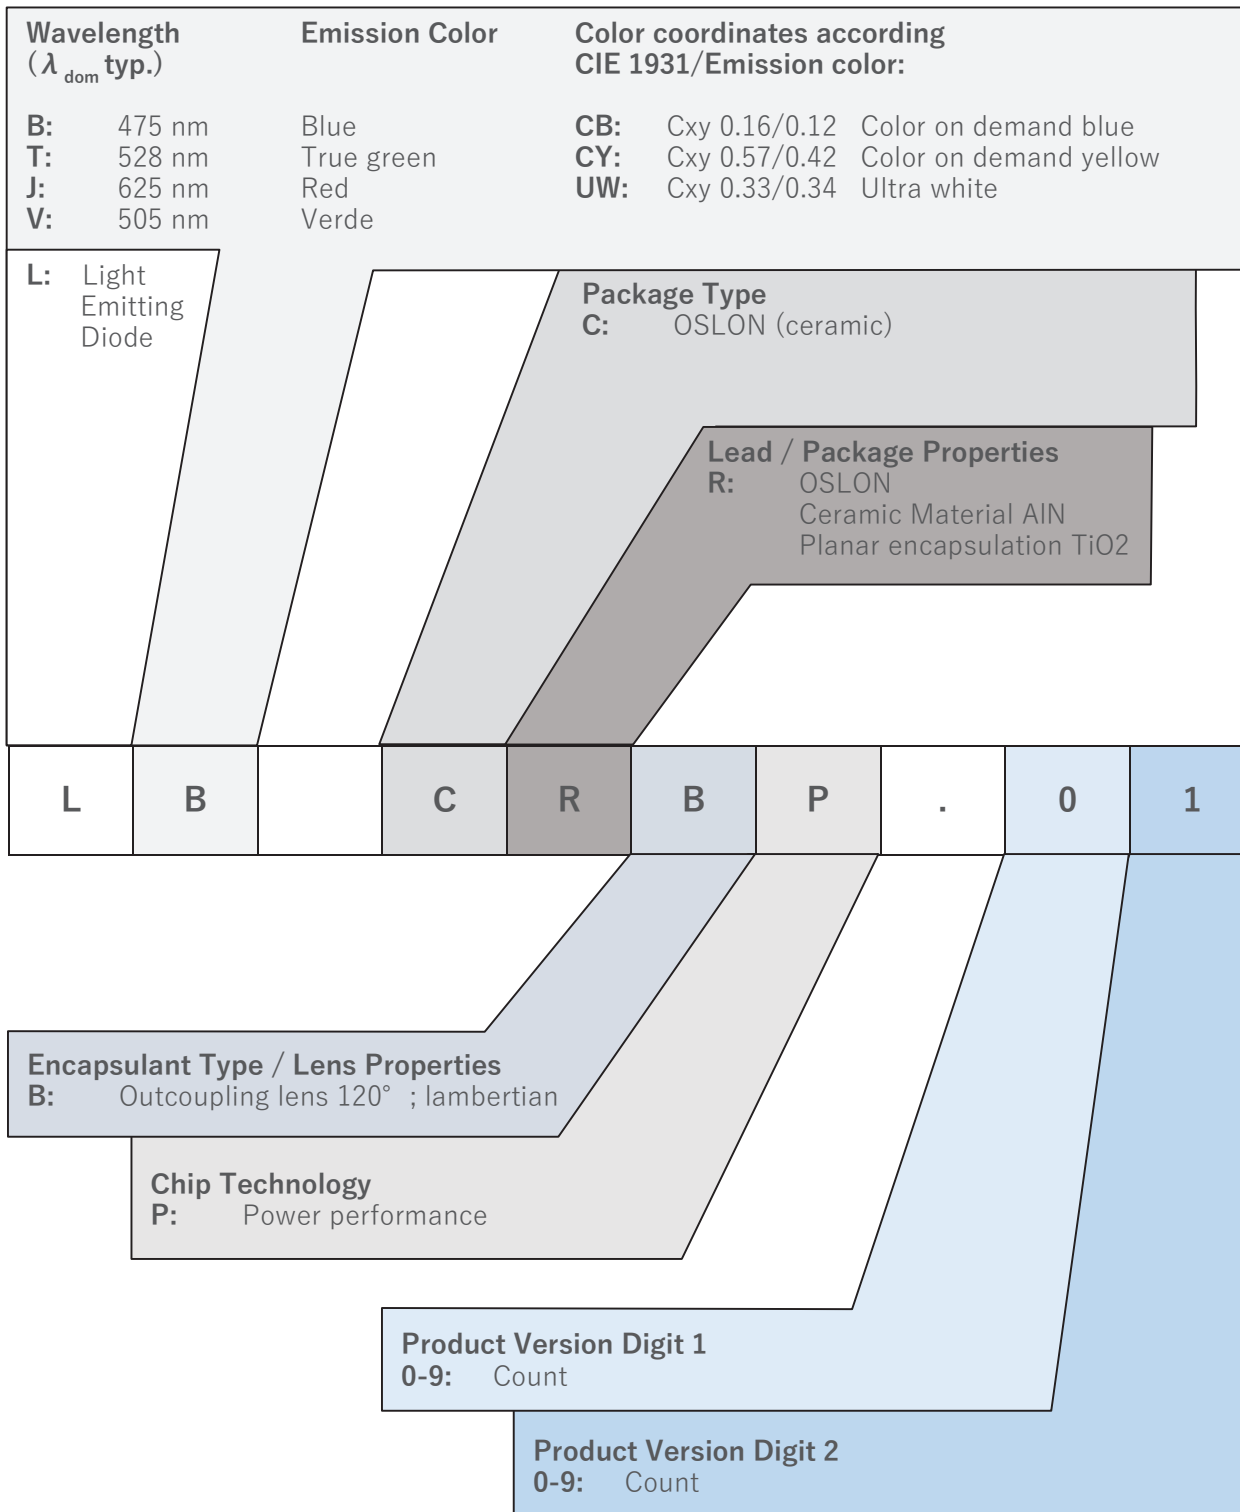 Wavelength Emission Color Color coordinates according
(λ dom typ.) CIE 1931/Emission color:
B: 475 nm Blue CB: Cxy 0.16/0.12 Color on demand blue
T: 528 nm True green CY: Cxy 0.57/0.42 Color on demand yellow
J: 625 nm Red UW: Cxy 0.33/0.34 Ultra white
V: 505 nm Verde
L: Light
Emitting
Diode
Package Type
C: OSLON (ceramic)
Lead / Package Properties
R: OSLON
Ceramic Material AlN
Planar encapsulation TiO2
L B C R B P . 0 1
Encapsulant Type / Lens Properties
B: Outcoupling lens 120° ; lambertian
Chip Technology
P: Power performance
Product Version Digit 1
0-9: Count
Product Version Digit 2
0-9: Count